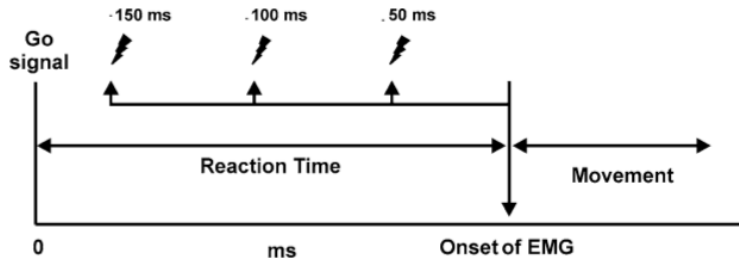 -150 ms
-100 ms
. 50 ms
Go
signal
Reaction Time
Movement
0
ms
Onset of EMG